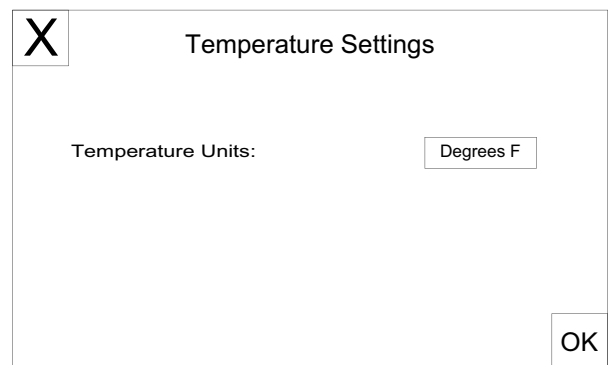 X
Temperature Settings
Temperature Units:
Degrees F
OK